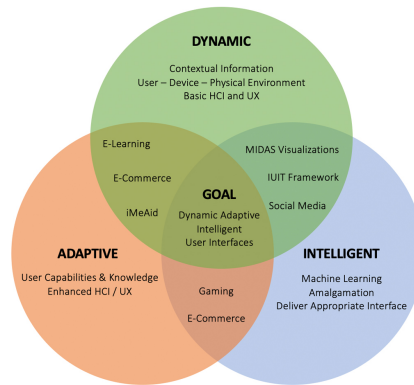 DYNAMIC
Contextual Information
User – Device – Physical Environment
Basic HCI and UX
E-Learning
E-Commerce
iMeAid
MIDAS Visualizations
IUIT Framework
Social Media
GOAL
Dynamic Adaptive
Intelligent
User Interfaces
ADAPTIVE
User Capabilities & Knowledge
Enhanced HCI / UX
INTELLIGENT
Machine Learning
Amalgamation
Deliver Appropriate Interface
Gaming
E-Commerce